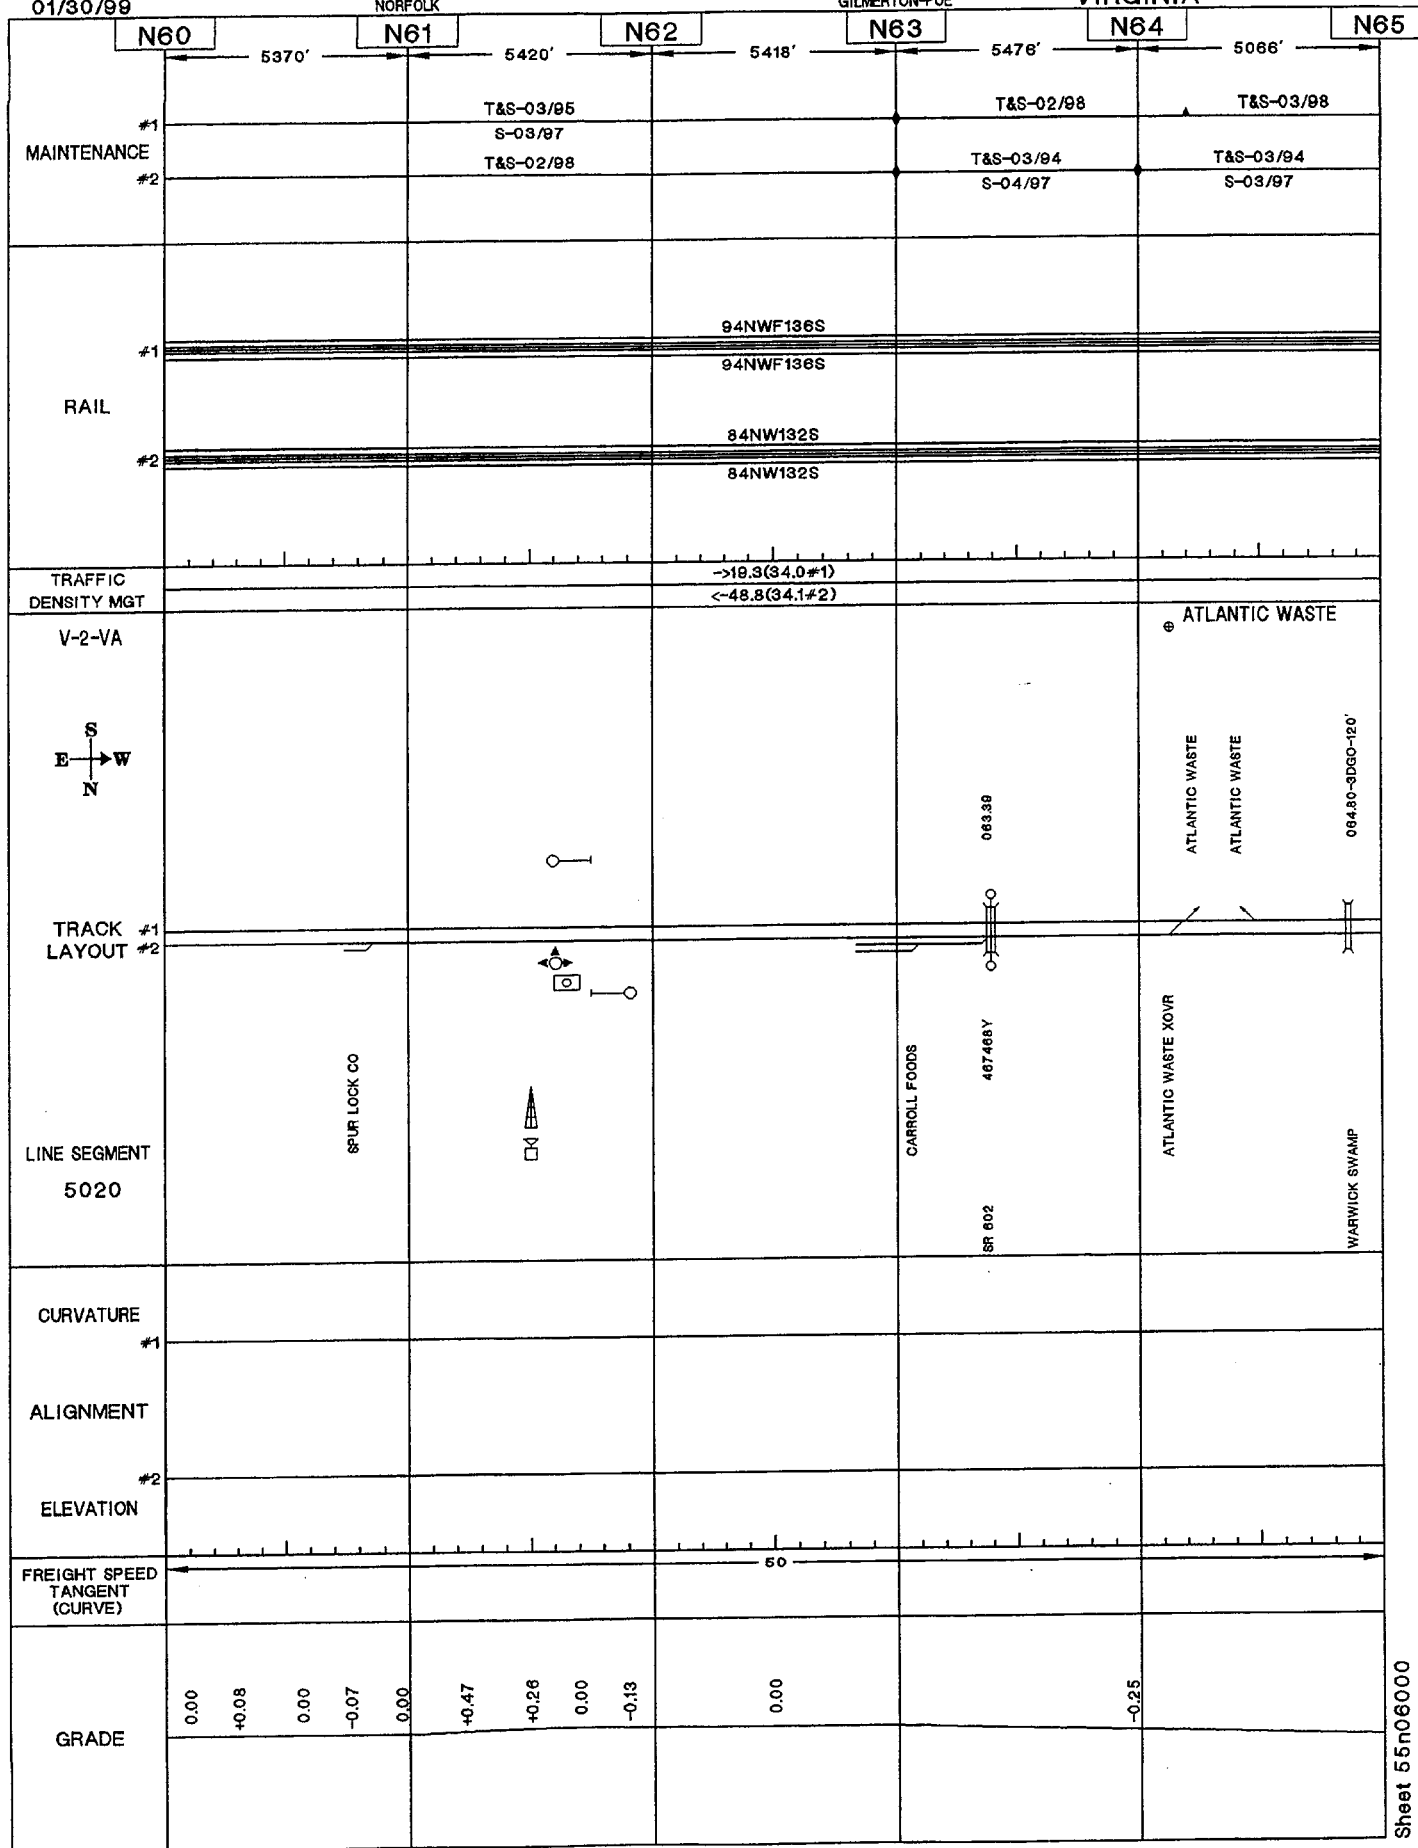 01/30/99
NORFOLK
GILMERTON-POE
VIRGINIA
N60 N61 N62 N63 N64 N65
5370' 5420' 5418' 5476' 5066'
T&S-03/95 T&S-02/98 T&S-03/98
#1
S-03/97
MAINTENANCE
T&S-02/98 T&S-03/94 T&S-03/94
#2
S-04/97 S-03/97
94NWF136S
#1
94NWF136S
RAIL
84NW132S
#2
84NW132S
TRAFFIC
DENSITY MGT
->19.3(34.0#1)
<-48.8(34.1#2)
V-2-VA
ATLANTIC WASTE
S
E W
N
ATLANTIC WASTE
ATLANTIC WASTE
064.80-3DGO-120'
063.39
TRACK #1
LAYOUT #2
SPUR LOCK CO
CARROLL FOODS
467468Y
SR 602
ATLANTIC WASTE XOVR
WARWICK SWAMP
LINE SEGMENT
5020
CURVATURE
#1
ALIGNMENT
#2
ELEVATION
FREIGHT SPEED
TANGENT
(CURVE)
50
GRADE
0.00
+0.08
0.00
-0.07
0.00
+0.47
+0.26
0.00
-0.13
0.00
-0.25
Sheet 55n06000